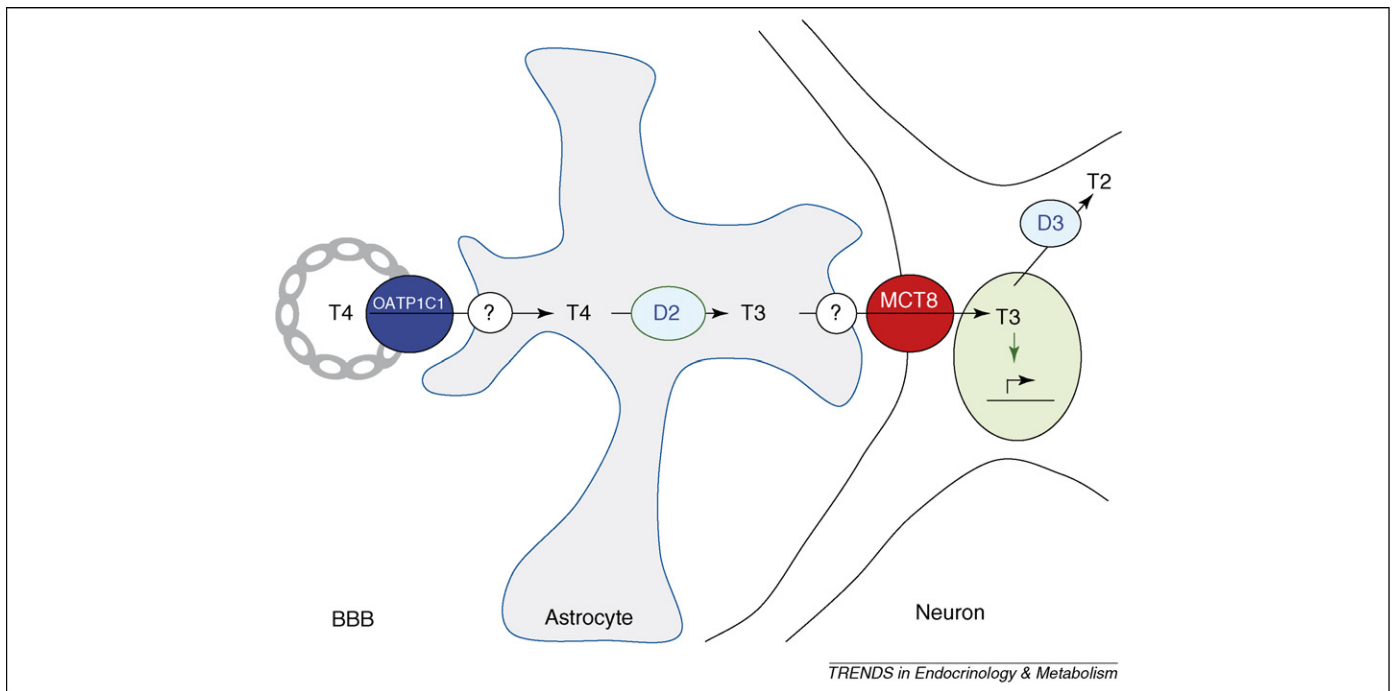 T2
D3
T4
OATP1C1
?
T4
D2
T3
?
MCT8
T3
BBB
Astrocyte
Neuron
TRENDS in Endocrinology & Metabolism